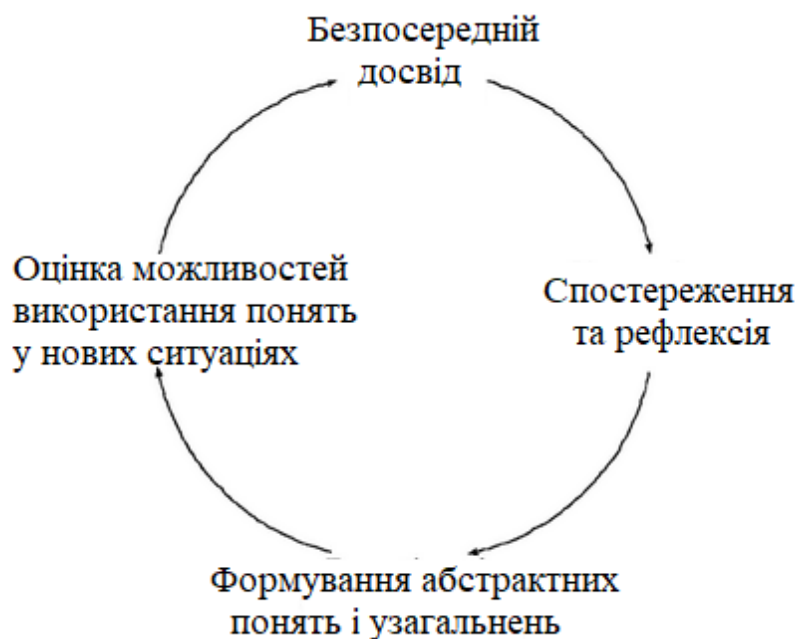 Безпосередній
досвід
Спостереження
та рефлексія
Формування абстрактних
понять і узагальнень
Оцінка можливостей
використання понять
у нових ситуаціях